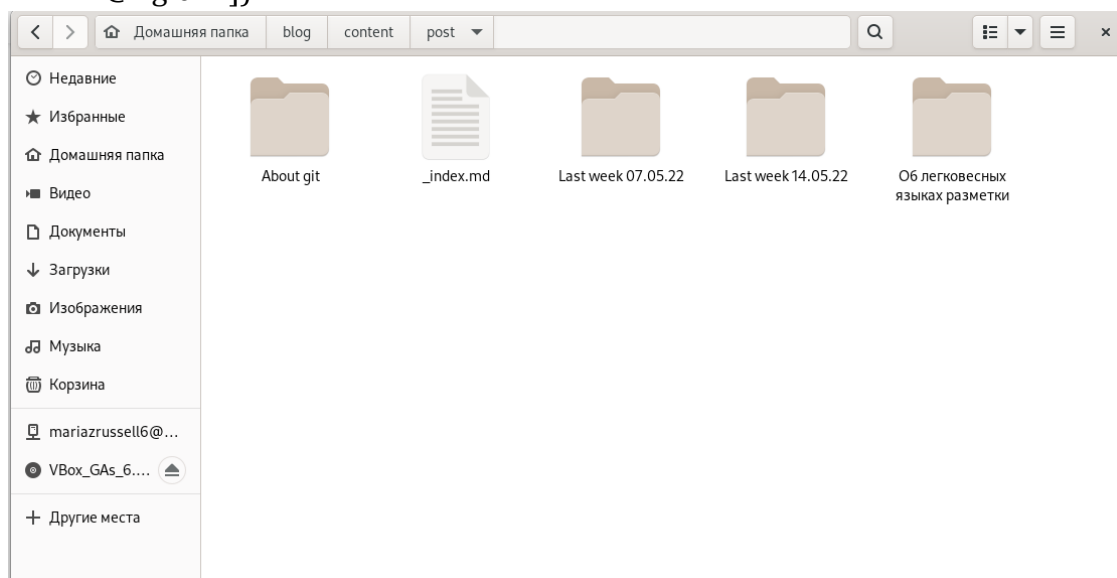 Домашняя папка blog content post
Недавние
Избранные
Домашняя папка
Видео
Документы
Загрузки
Изображения
Музыка
Корзина
mariazrussell6@...
VBox_GAs_6....
Другие места
About git
_index.md
Last week 07.05.22
Last week 14.05.22
Об легковесных
языках разметки